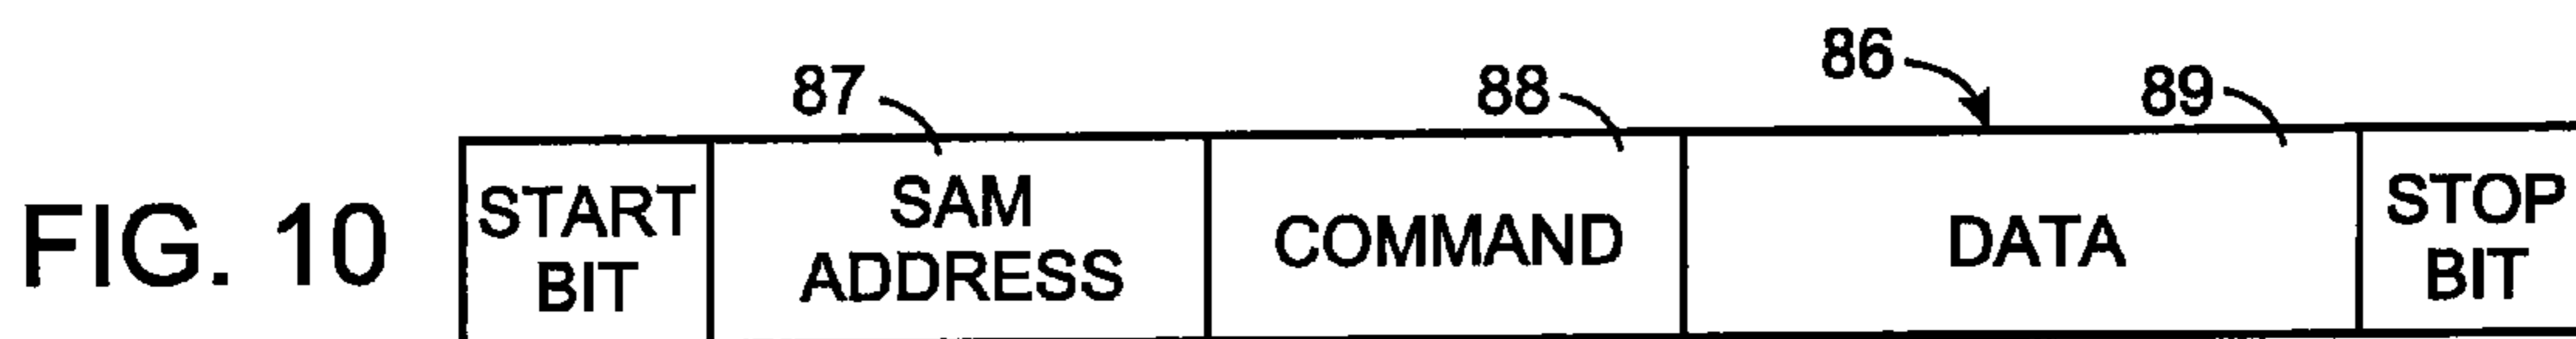 86
87
88
89
FIG. 10
START
BIT
SAM
ADDRESS
COMMAND
DATA
STOP
BIT